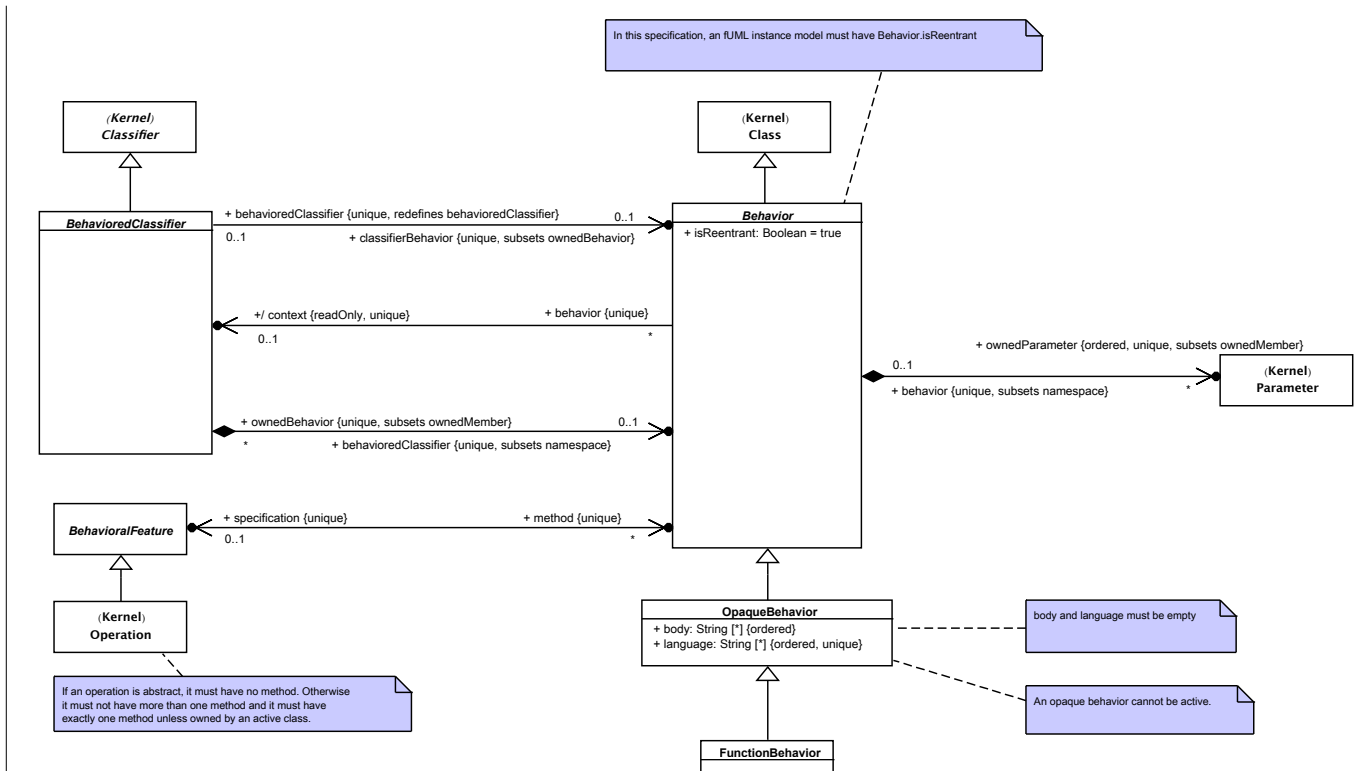 In this specification, an fUML instance model must have Behavior.isReentrant
(Kernel)
Classifier
(Kernel)
Class
BehavioredClassifier
+ behavioredClassifier {unique, redefines behavioredClassifier}
0..1
0..1
+ classifierBehavior {unique, subsets ownedBehavior}
Behavior
+ isReentrant: Boolean = true
+/ context {readOnly, unique}
+ behavior {unique}
0..1
*
+ ownedParameter {ordered, unique, subsets ownedMember}
0..1
+ behavior {unique, subsets namespace}
*
(Kernel)
Parameter
+ ownedBehavior {unique, subsets ownedMember}
0..1
*
+ behavioredClassifier {unique, subsets namespace}
BehavioralFeature
+ specification {unique}
+ method {unique}
0..1
*
(Kernel)
Operation
OpaqueBehavior
+ body: String [*] {ordered}
+ language: String [*] {ordered, unique}
body and language must be empty
If an operation is abstract, it must have no method. Otherwise
it must not have more than one method and it must have
exactly one method unless owned by an active class.
An opaque behavior cannot be active.
FunctionBehavior